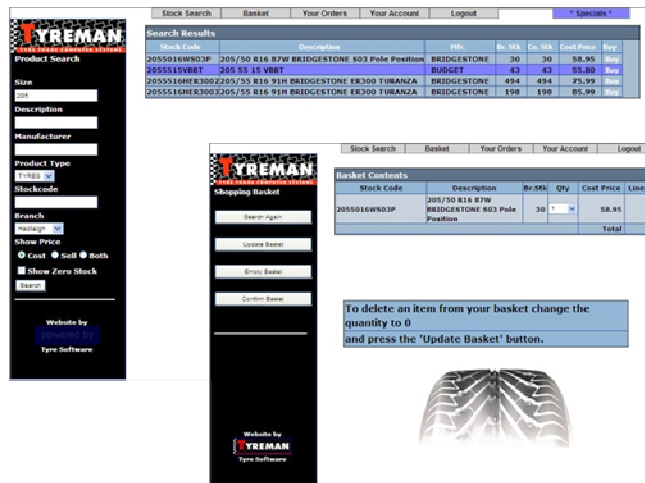 Stock Search Basket Your Orders Your Account Logout * Specials *
TYREMAN
TYRE TRADE COMPUTER SYSTEMS
Product Search
Size
205
Description
Manufacturer
Product Type
TYRES
Stockcode
Branch
Hadleigh
Show Price
Cost Sell Both
Show Zero Stock
Search
Website by
powered by
Tyre Software
Search Results
Stock Code Description Mfr. Br. Stk Co. Stk Cost Price Buy
2055016WSO3P 205/50 R16 87W BRIDGESTONE S03 Pole Position BRIDGESTONE 30 30 58.95 Buy
2055515VBBT 205 55 15 VBBT BUDGET 43 43 55.80 Buy
2055516HER3002 205/55 R16 91H BRIDGESTONE ER300 TURANZA BRIDGESTONE 494 494 75.99 Buy
2055516HER3003 205/55 R16 91H BRIDGESTONE ER300 TURANZA BRIDGESTONE 198 198 85.99 Buy
Stock Search Basket Your Orders Your Account Logout
TYREMAN
TYRE TRADE COMPUTER SYSTEMS
Shopping Basket
Search Again
Update Basket
Empty Basket
Confirm Basket
Website by
TYREMAN
Tyre Software
Basket Contents
Stock Code Description Br.Stk Qty Cost Price Line
2055016WS03P 205/50 R16 87W BRIDGESTONE S03 Pole Position 30 1 58.95
Total
To delete an item from your basket change the
quantity to 0
and press the 'Update Basket' button.